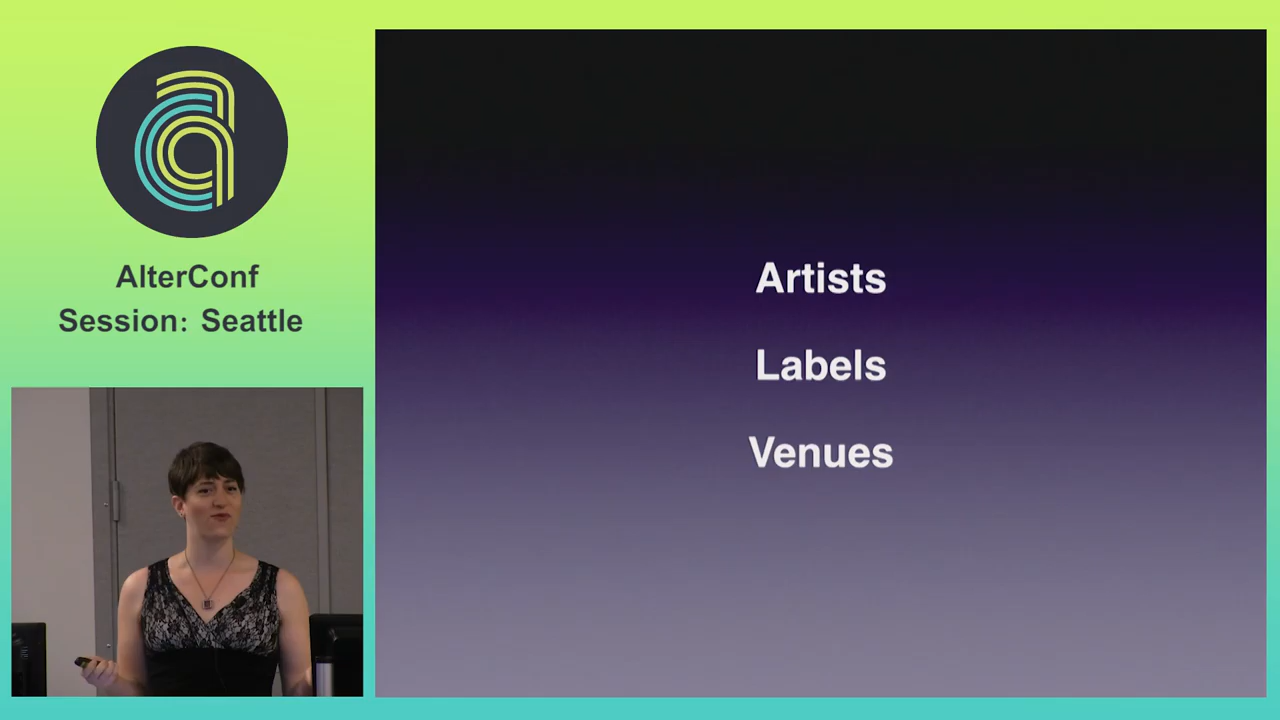 AlterConf
Session: Seattle
Artists
Labels
Venues